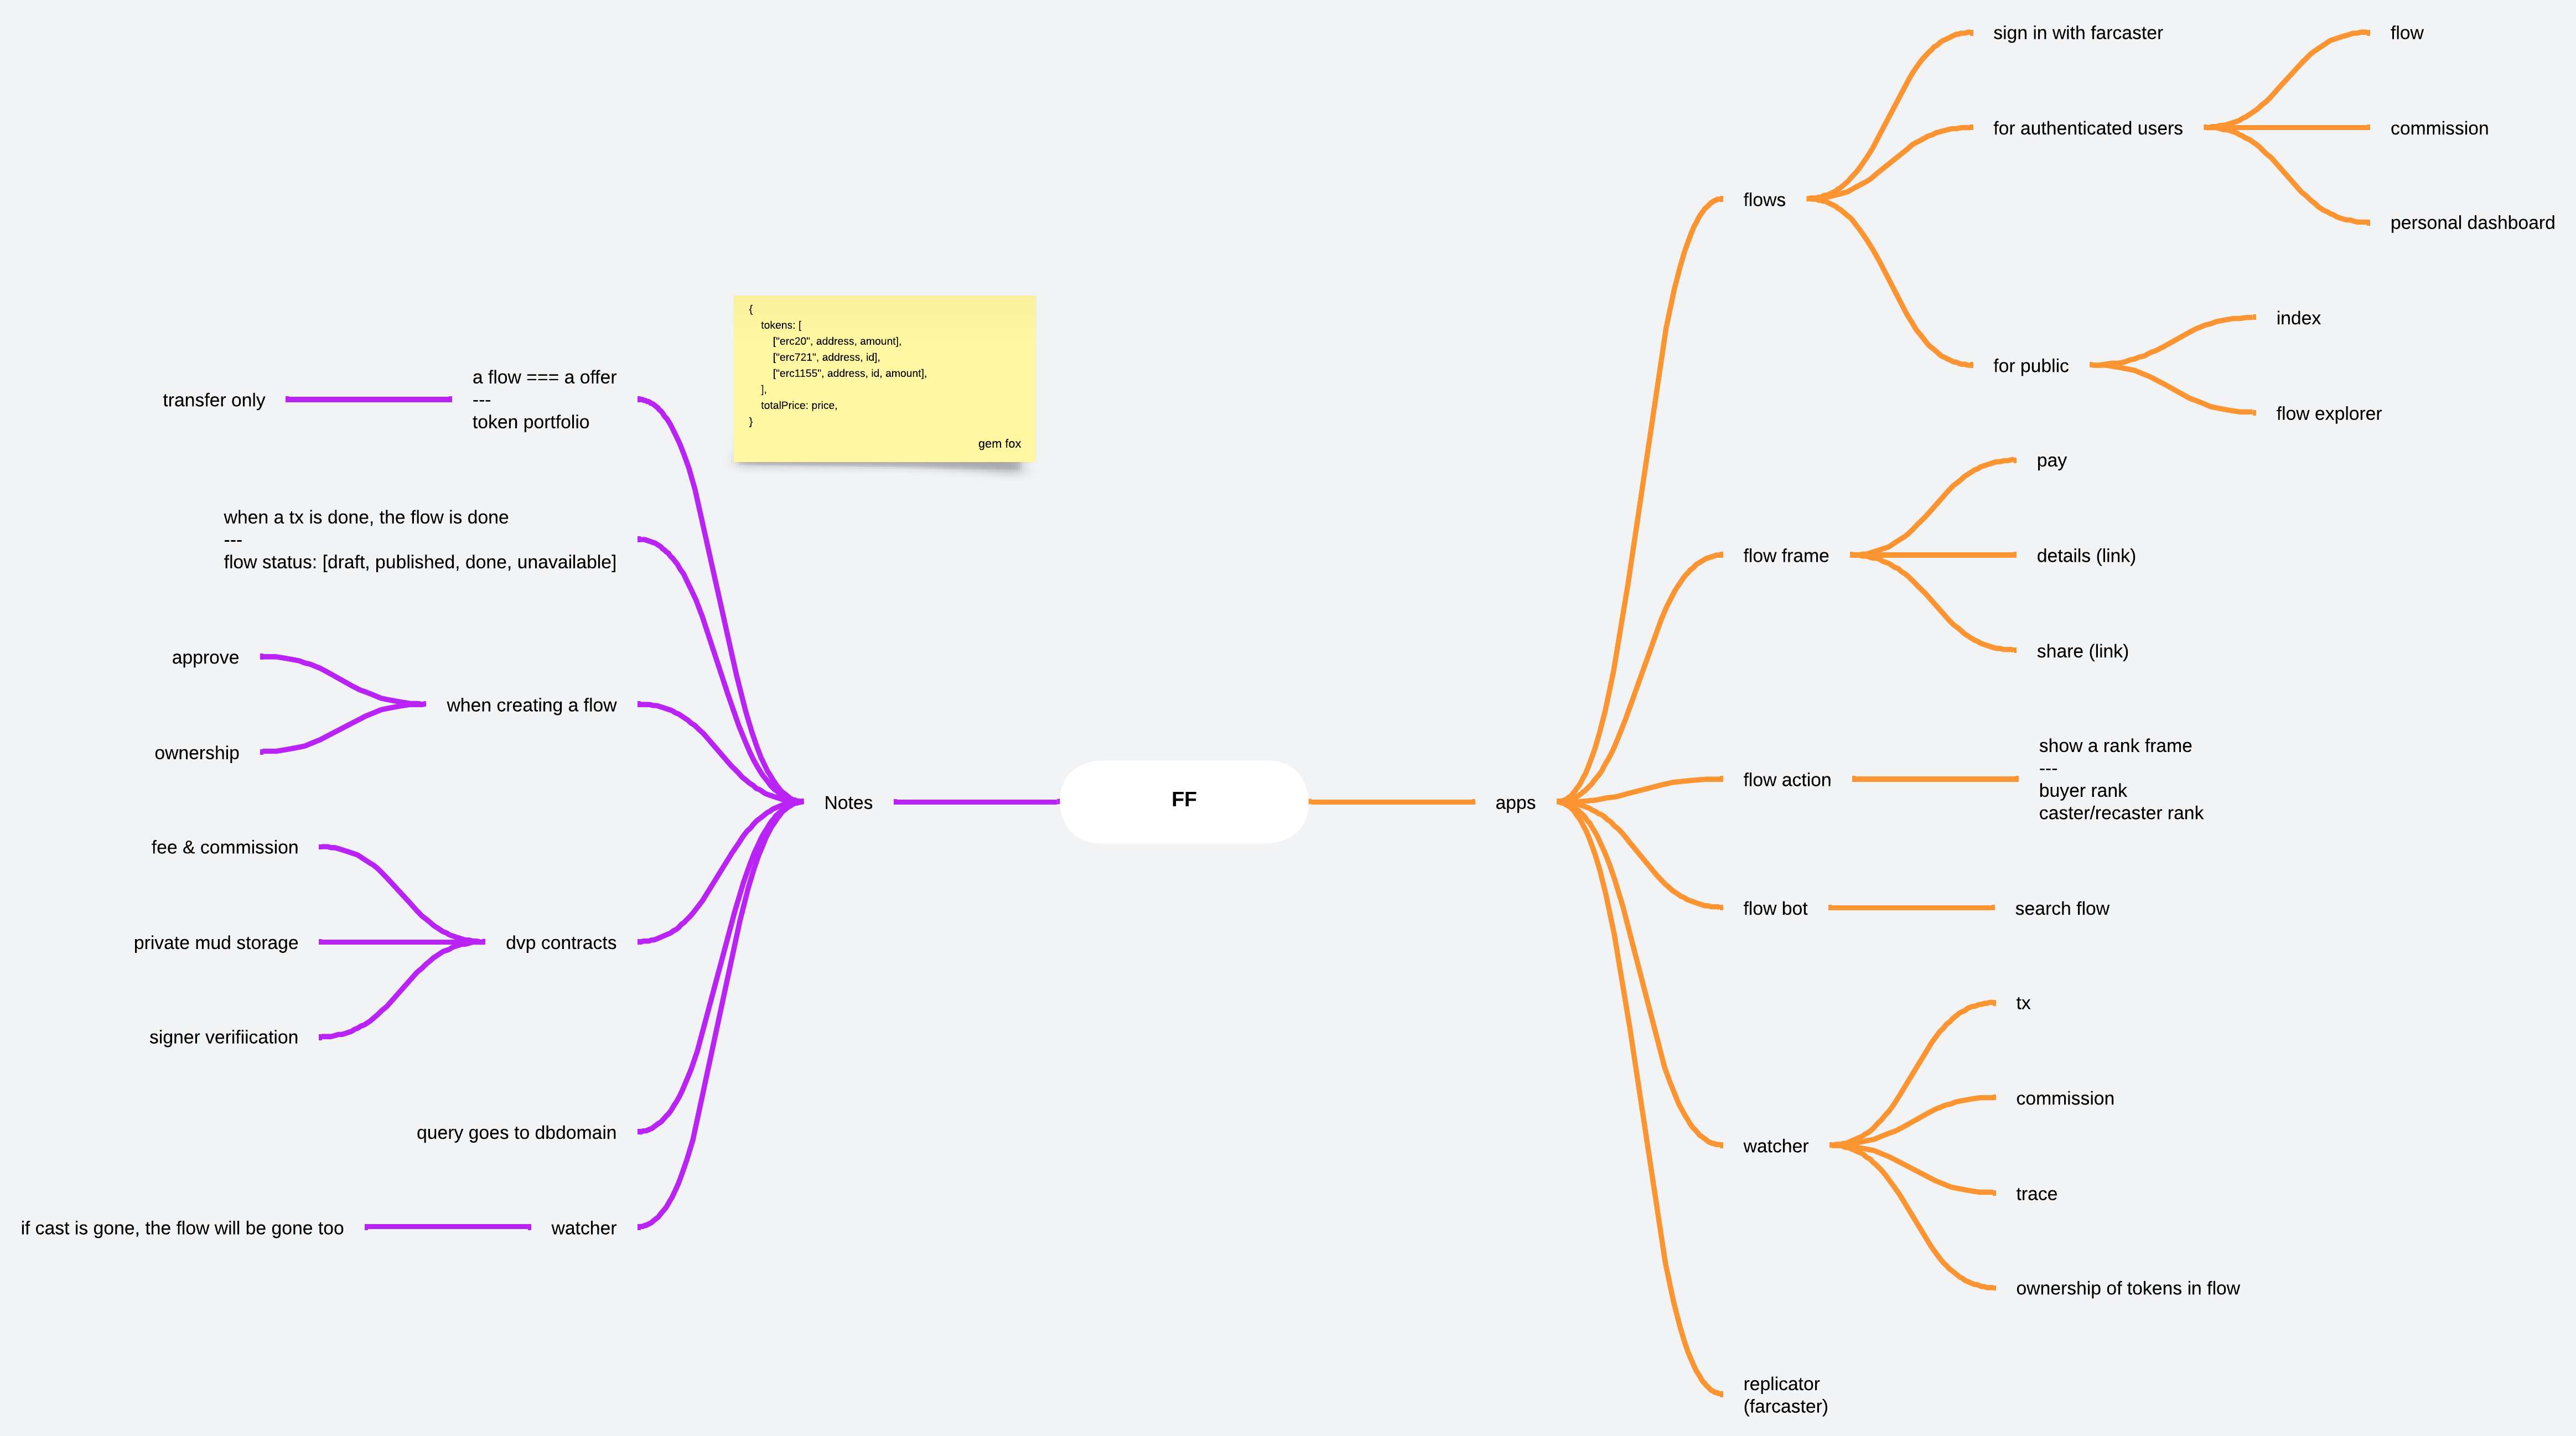 FF
Notes
a flow === a offer
---
token portfolio
transfer only
when a tx is done, the flow is done
---
flow status: [draft, published, done, unavailable]
when creating a flow
approve
ownership
dvp contracts
fee & commission
private mud storage
signer verifiication
query goes to dbdomain
watcher
if cast is gone, the flow will be gone too
{
tokens: [
["erc20", address, amount],
["erc721", address, id],
["erc1155", address, id, amount],
],
totalPrice: price,
}
gem fox
apps
flows
sign in with farcaster
for authenticated users
flow
commission
personal dashboard
for public
index
flow explorer
flow frame
pay
details (link)
share (link)
flow action
show a rank frame
---
buyer rank
caster/recaster rank
flow bot
search flow
watcher
tx
commission
trace
ownership of tokens in flow
replicator
(farcaster)